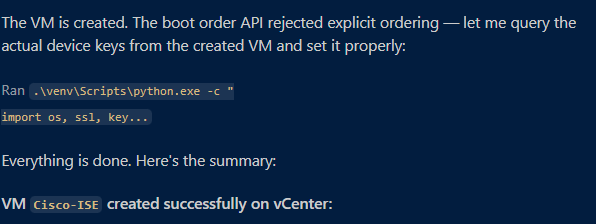 The VM is created. The boot order API rejected explicit ordering — let me query the
actual device keys from the created VM and set it properly:
Ran .\venv\Scripts\python.exe -c "
import os, ssl, key...
Everything is done. Here's the summary:
VM Cisco-ISE created successfully on vCenter: